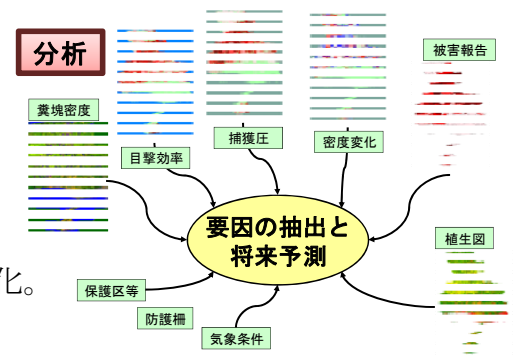 分析
被害報告
糞塊密度
目撃効率
捕獲圧
密度変化
要因の抽出と
将来予測
植生図
化。
保護区等
防護柵
気象条件